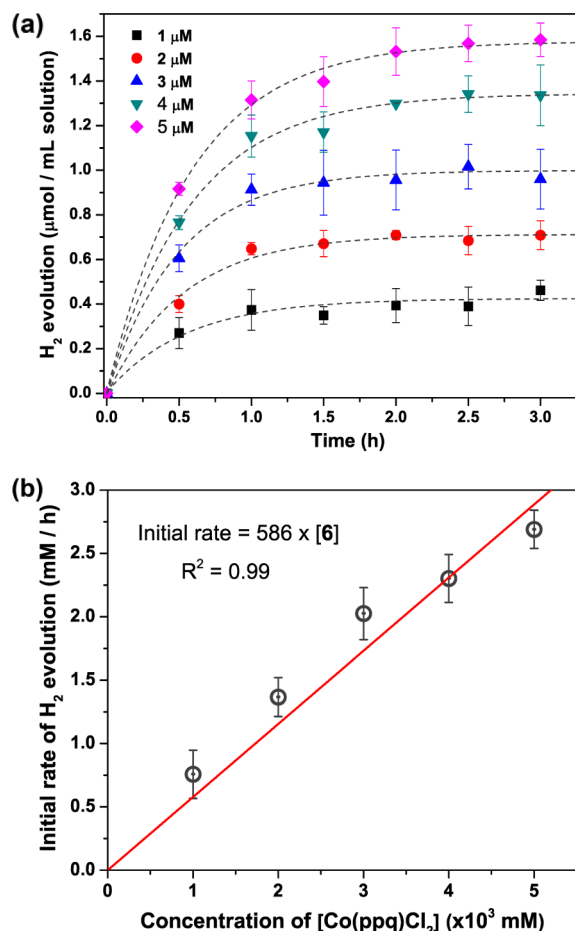 (a)
H₂ evolution (μmol / mL solution)
1.6
1.4
1.2
1.0
0.8
0.6
0.4
0.2
0.0
1 μM
2 μM
3 μM
4 μM
5 μM
0.0 0.5 1.0 1.5 2.0 2.5 3.0
Time (h)
(b)
Initial rate of H₂ evolution (mM / h)
3.0
2.5
2.0
1.5
1.0
0.5
0.0
Initial rate = 586 x [6]
R² = 0.99
0 1 2 3 4 5
Concentration of [Co(ppq)Cl₂] (x10³ mM)